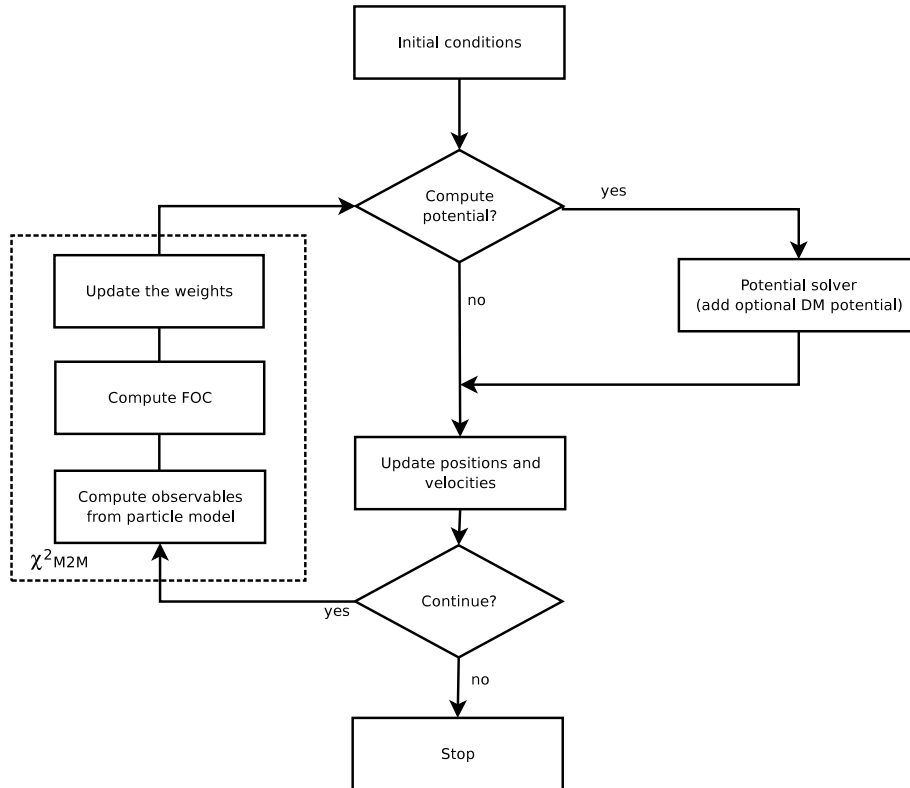 Initial conditions
Compute
potential?
yes
no
Potential solver
(add optional DM potential)
Update the weights
Compute FOC
Compute observables
from particle model
χ²M2M
Update positions and
velocities
Continue?
yes
no
Stop